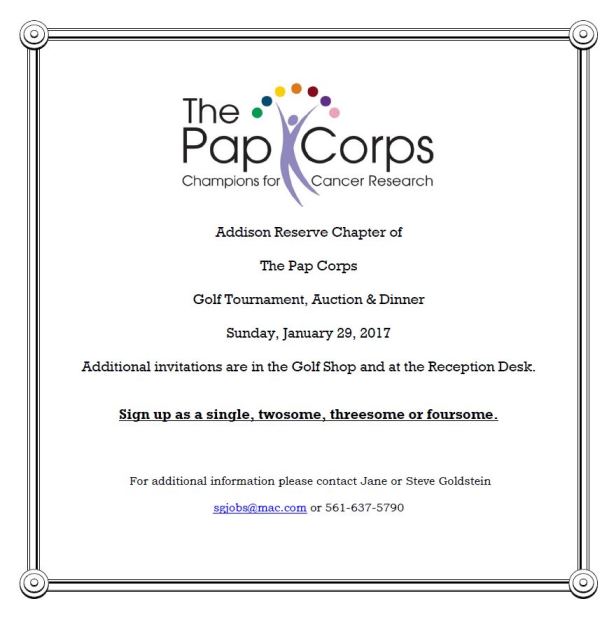 The
Pap Corps
Champions for Cancer Research
Addison Reserve Chapter of
The Pap Corps
Golf Tournament, Auction & Dinner
Sunday, January 29, 2017
Additional invitations are in the Golf Shop and at the Reception Desk.
Sign up as a single, twosome, threesome or foursome.
For additional information please contact Jane or Steve Goldstein
sgjobs@mac.com or 561-637-5790